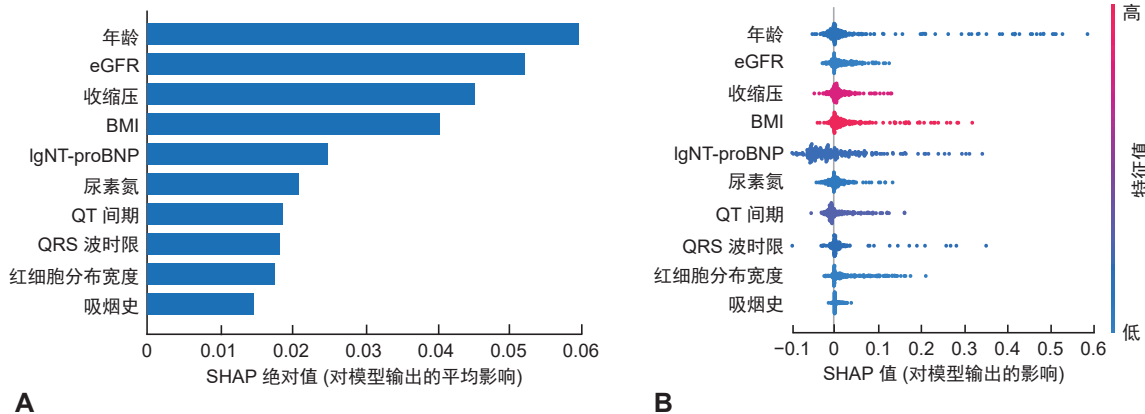 年龄
eGFR
收缩压
BMI
lgNT-proBNP
尿素氮
QT 间期
QRS 波时限
红细胞分布宽度
吸烟史
0 0.01 0.02 0.03 0.04 0.05 0.06
SHAP 绝对值 (对模型输出的平均影响)
A
年龄
eGFR
收缩压
BMI
lgNT-proBNP
尿素氮
QT 间期
QRS 波时限
红细胞分布宽度
吸烟史
−0.1 0 0.1 0.2 0.3 0.4 0.5 0.6
SHAP 值 (对模型输出的影响)
高
特征值
低
B